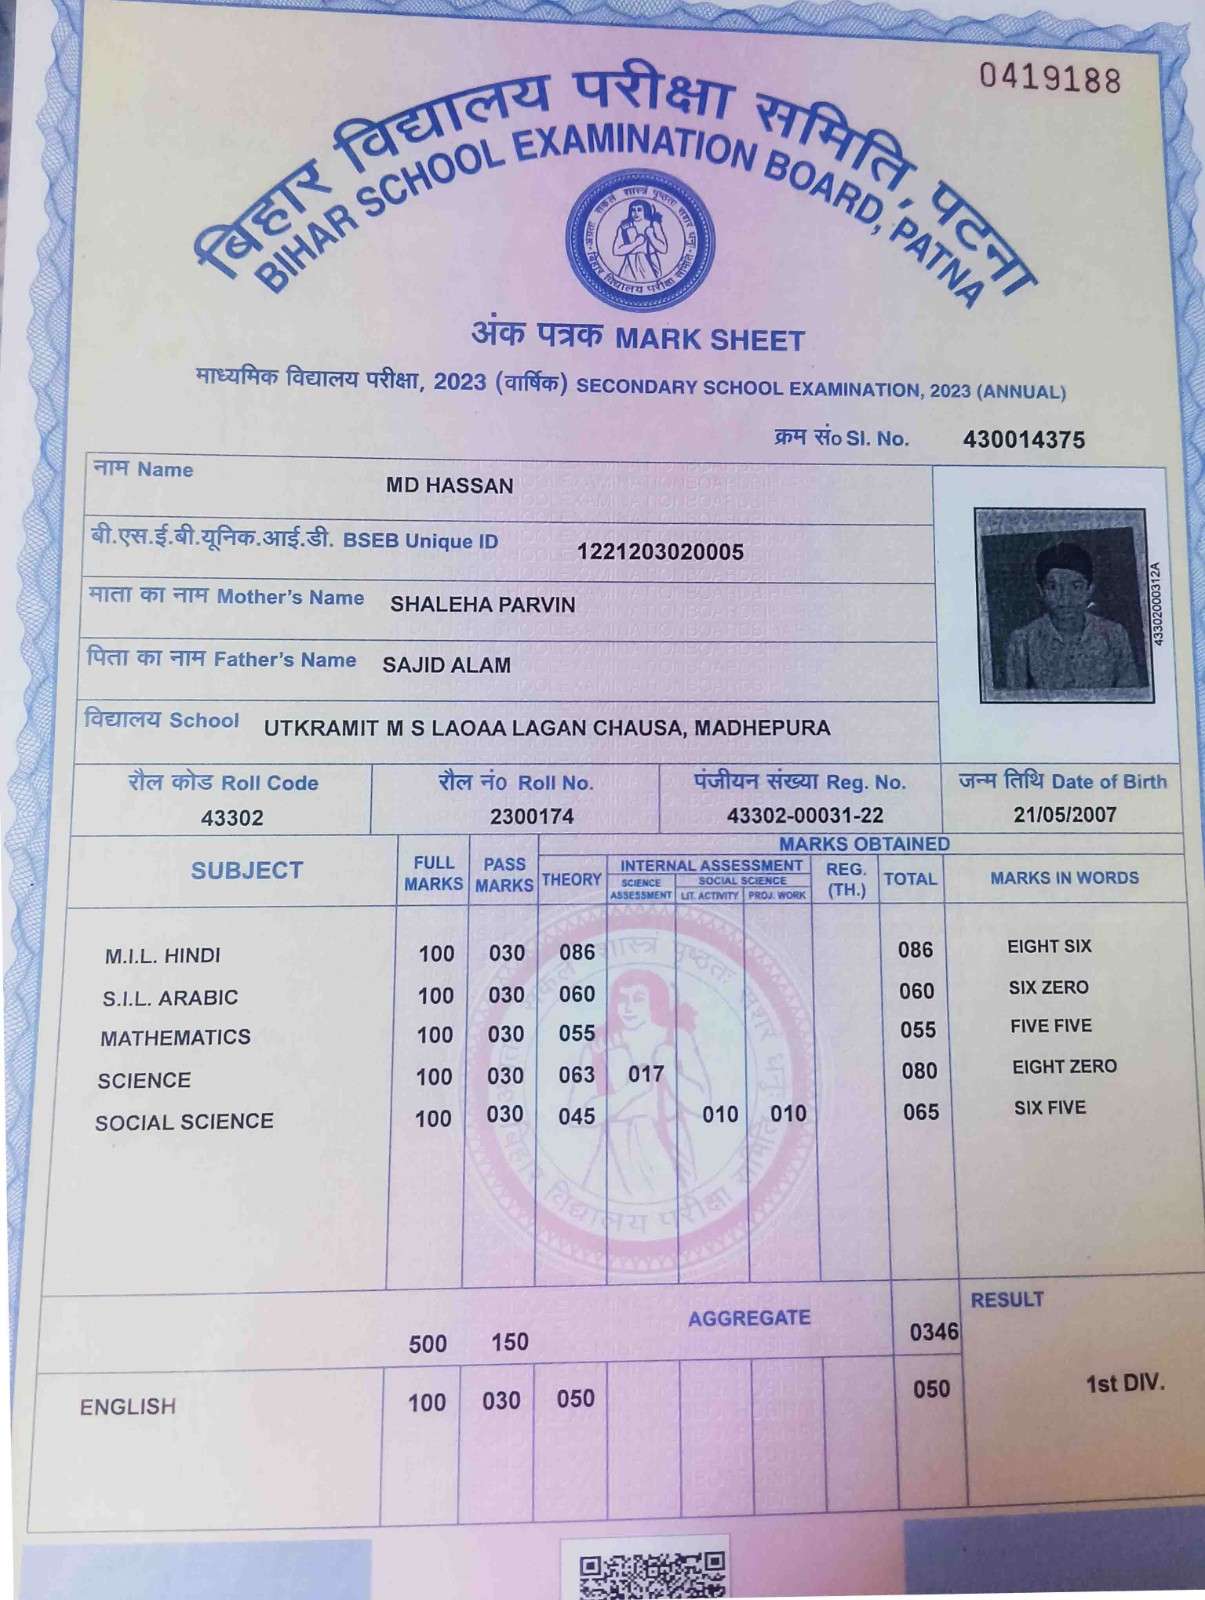 0419188
बिहार विद्यालय परीक्षा समिति, पटना
BIHAR SCHOOL EXAMINATION BOARD, PATNA
अंक पत्रक MARK SHEET
माध्यमिक विद्यालय परीक्षा, 2023 (वार्षिक) SECONDARY SCHOOL EXAMINATION, 2023 (ANNUAL)
क्रम सं० Sl. No. 430014375
नाम Name MD HASSAN
बी.एस.ई.बी.यूनिक.आई.डी. BSEB Unique ID 1221203020005
माता का नाम Mother's Name SHALEHA PARVIN
43302000312A
पिता का नाम Father's Name SAJID ALAM
विद्यालय School UTKRAMIT M S LAOAA LAGAN CHAUSA, MADHEPURA
रौल कोड Roll Code रौल नं० Roll No. पंजीयन संख्या Reg. No. जन्म तिथि Date of Birth
43302 2300174 43302-00031-22 21/05/2007
MARKS OBTAINED
SUBJECT FULL MARKS PASS MARKS THEORY INTERNAL ASSESSMENT REG. (TH.) TOTAL MARKS IN WORDS
SCIENCE ASSESSMENT SOCIAL SCIENCE
LIT. ACTIVITY PROJ. WORK
M.I.L. HINDI 100 030 086 086 EIGHT SIX
S.I.L. ARABIC 100 030 060 060 SIX ZERO
MATHEMATICS 100 030 055 055 FIVE FIVE
SCIENCE 100 030 063 017 080 EIGHT ZERO
SOCIAL SCIENCE 100 030 045 010 010 065 SIX FIVE
बिहार विद्यालय परीक्षा समिति
AGGREGATE RESULT
500 150 0346
ENGLISH 100 030 050 050 1st DIV.